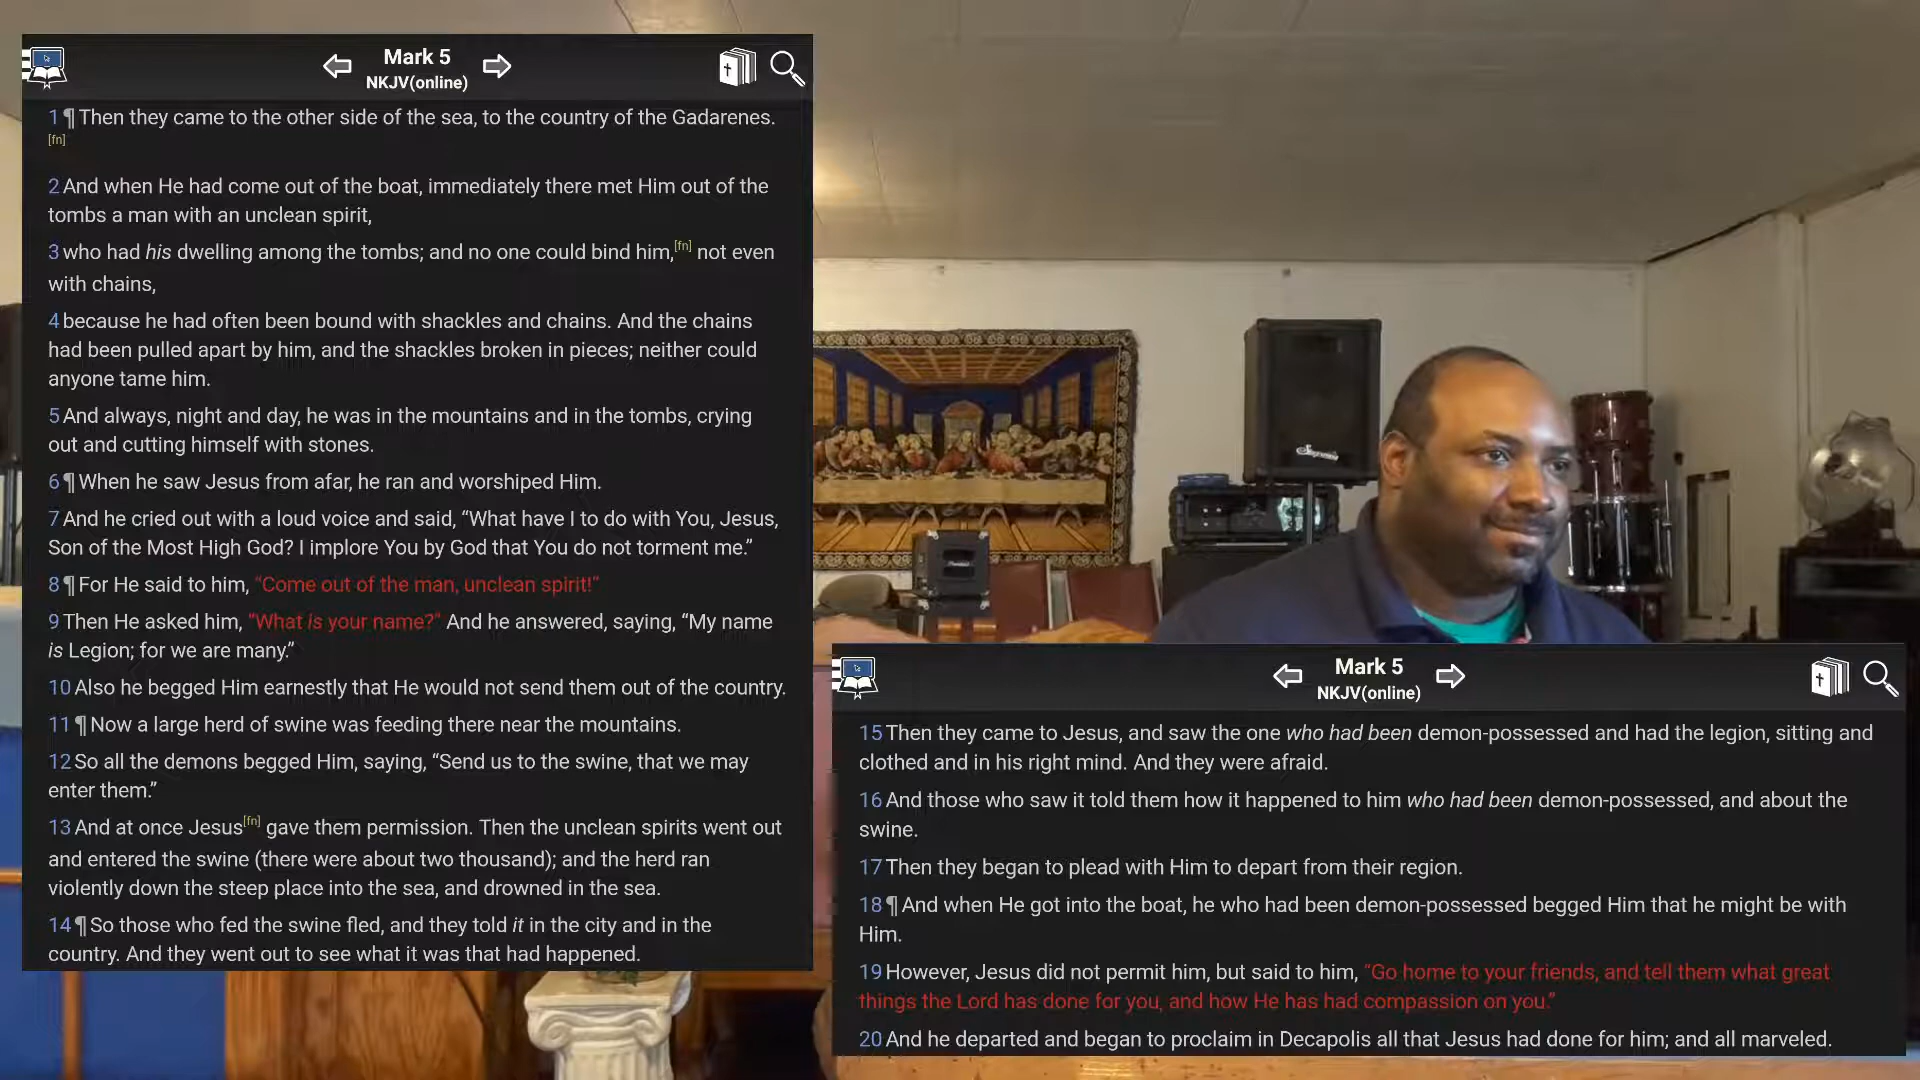 Mark 5
NKJV(online)
1 ¶ Then they came to the other side of the sea, to the country of the Gadarenes.
[fn]
2 And when He had come out of the boat, immediately there met Him out of the
tombs a man with an unclean spirit,
3 who had his dwelling among the tombs; and no one could bind him,[fn] not even
with chains,
4 because he had often been bound with shackles and chains. And the chains
had been pulled apart by him, and the shackles broken in pieces; neither could
anyone tame him.
5 And always, night and day, he was in the mountains and in the tombs, crying
out and cutting himself with stones.
6 ¶ When he saw Jesus from afar, he ran and worshiped Him.
7 And he cried out with a loud voice and said, “What have I to do with You, Jesus,
Son of the Most High God? I implore You by God that You do not torment me.”
8 ¶ For He said to him, “Come out of the man, unclean spirit!”
9 Then He asked him, “What is your name?” And he answered, saying, “My name
is Legion; for we are many.”
10 Also he begged Him earnestly that He would not send them out of the country.
11 ¶ Now a large herd of swine was feeding there near the mountains.
12 So all the demons begged Him, saying, “Send us to the swine, that we may
enter them.”
13 And at once Jesus[fn] gave them permission. Then the unclean spirits went out
and entered the swine (there were about two thousand); and the herd ran
violently down the steep place into the sea, and drowned in the sea.
14 ¶ So those who fed the swine fled, and they told it in the city and in the
country. And they went out to see what it was that had happened.
Mark 5
NKJV(online)
15 Then they came to Jesus, and saw the one who had been demon-possessed and had the legion, sitting and
clothed and in his right mind. And they were afraid.
16 And those who saw it told them how it happened to him who had been demon-possessed, and about the
swine.
17 Then they began to plead with Him to depart from their region.
18 ¶ And when He got into the boat, he who had been demon-possessed begged Him that he might be with
Him.
19 However, Jesus did not permit him, but said to him, “Go home to your friends, and tell them what great
things the Lord has done for you, and how He has had compassion on you.”
20 And he departed and began to proclaim in Decapolis all that Jesus had done for him; and all marveled.